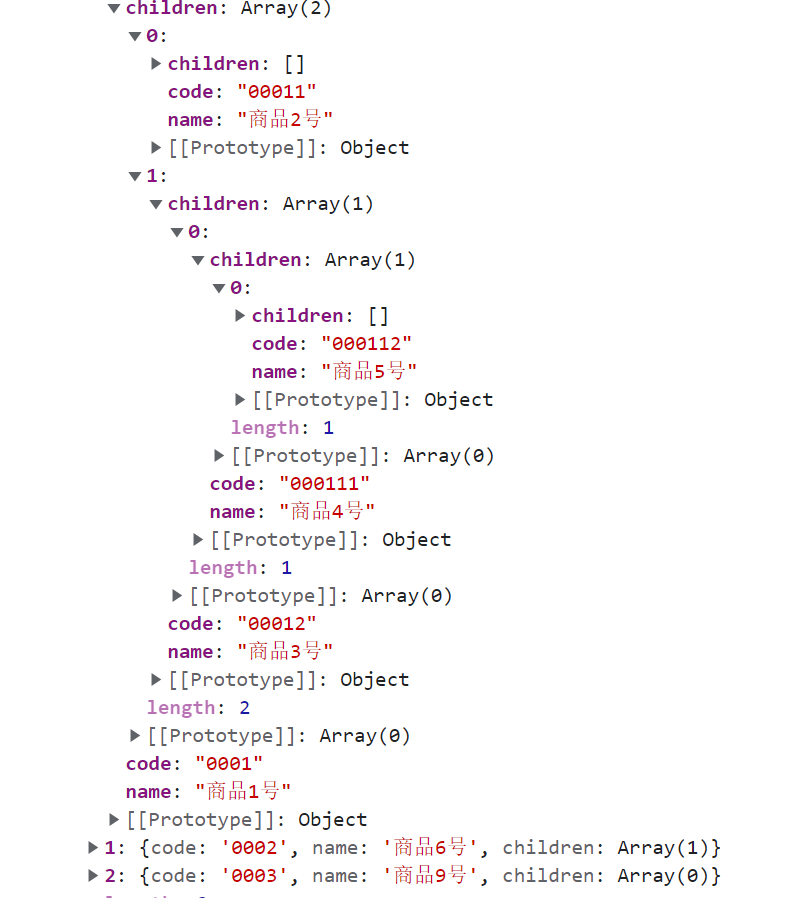 children: Array(2)
0:
children: []
code: "00011"
name: "商品2号"
[[Prototype]]: Object
1:
children: Array(1)
0:
children: Array(1)
0:
children: []
code: "000112"
name: "商品5号"
[[Prototype]]: Object
length: 1
[[Prototype]]: Array(0)
code: "000111"
name: "商品4号"
[[Prototype]]: Object
length: 1
[[Prototype]]: Array(0)
code: "00012"
name: "商品3号"
[[Prototype]]: Object
length: 2
[[Prototype]]: Array(0)
code: "0001"
name: "商品1号"
[[Prototype]]: Object
1: {code: '0002', name: '商品6号', children: Array(1)}
2: {code: '0003', name: '商品9号', children: Array(0)}